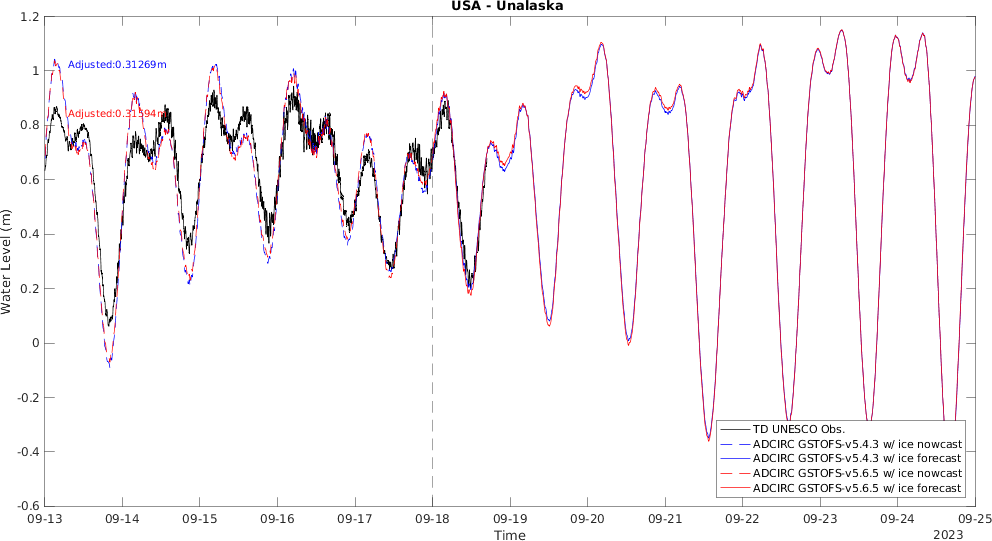 USA - Unalaska
1.2
1
0.8
0.6
0.4
0.2
0
-0.2
-0.4
-0.6
Water Level (m)
Adjusted:0.31269m
Adjusted:0.31594m
TD UNESCO Obs.
ADCIRC GSTOFS-v5.4.3 w/ ice nowcast
ADCIRC GSTOFS-v5.4.3 w/ ice forecast
ADCIRC GSTOFS-v5.6.5 w/ ice nowcast
ADCIRC GSTOFS-v5.6.5 w/ ice forecast
09-13 09-14 09-15 09-16 09-17 09-18 09-19 09-20 09-21 09-22 09-23 09-24 09-25
Time
2023